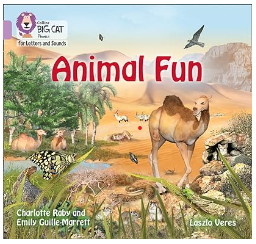 Collins
BIG CAT
Phonics
for Letters and Sounds
Animal Fun
Charlotte Raby and
Emily Guille-Marrett
Laszlo Veres